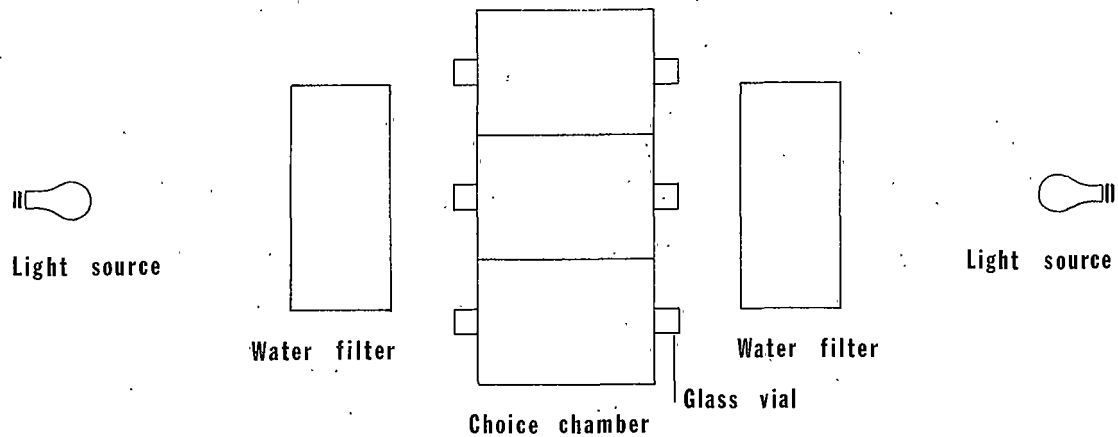 Light source
Light source
Water filter
Water filter
Glass vial
Choice chamber